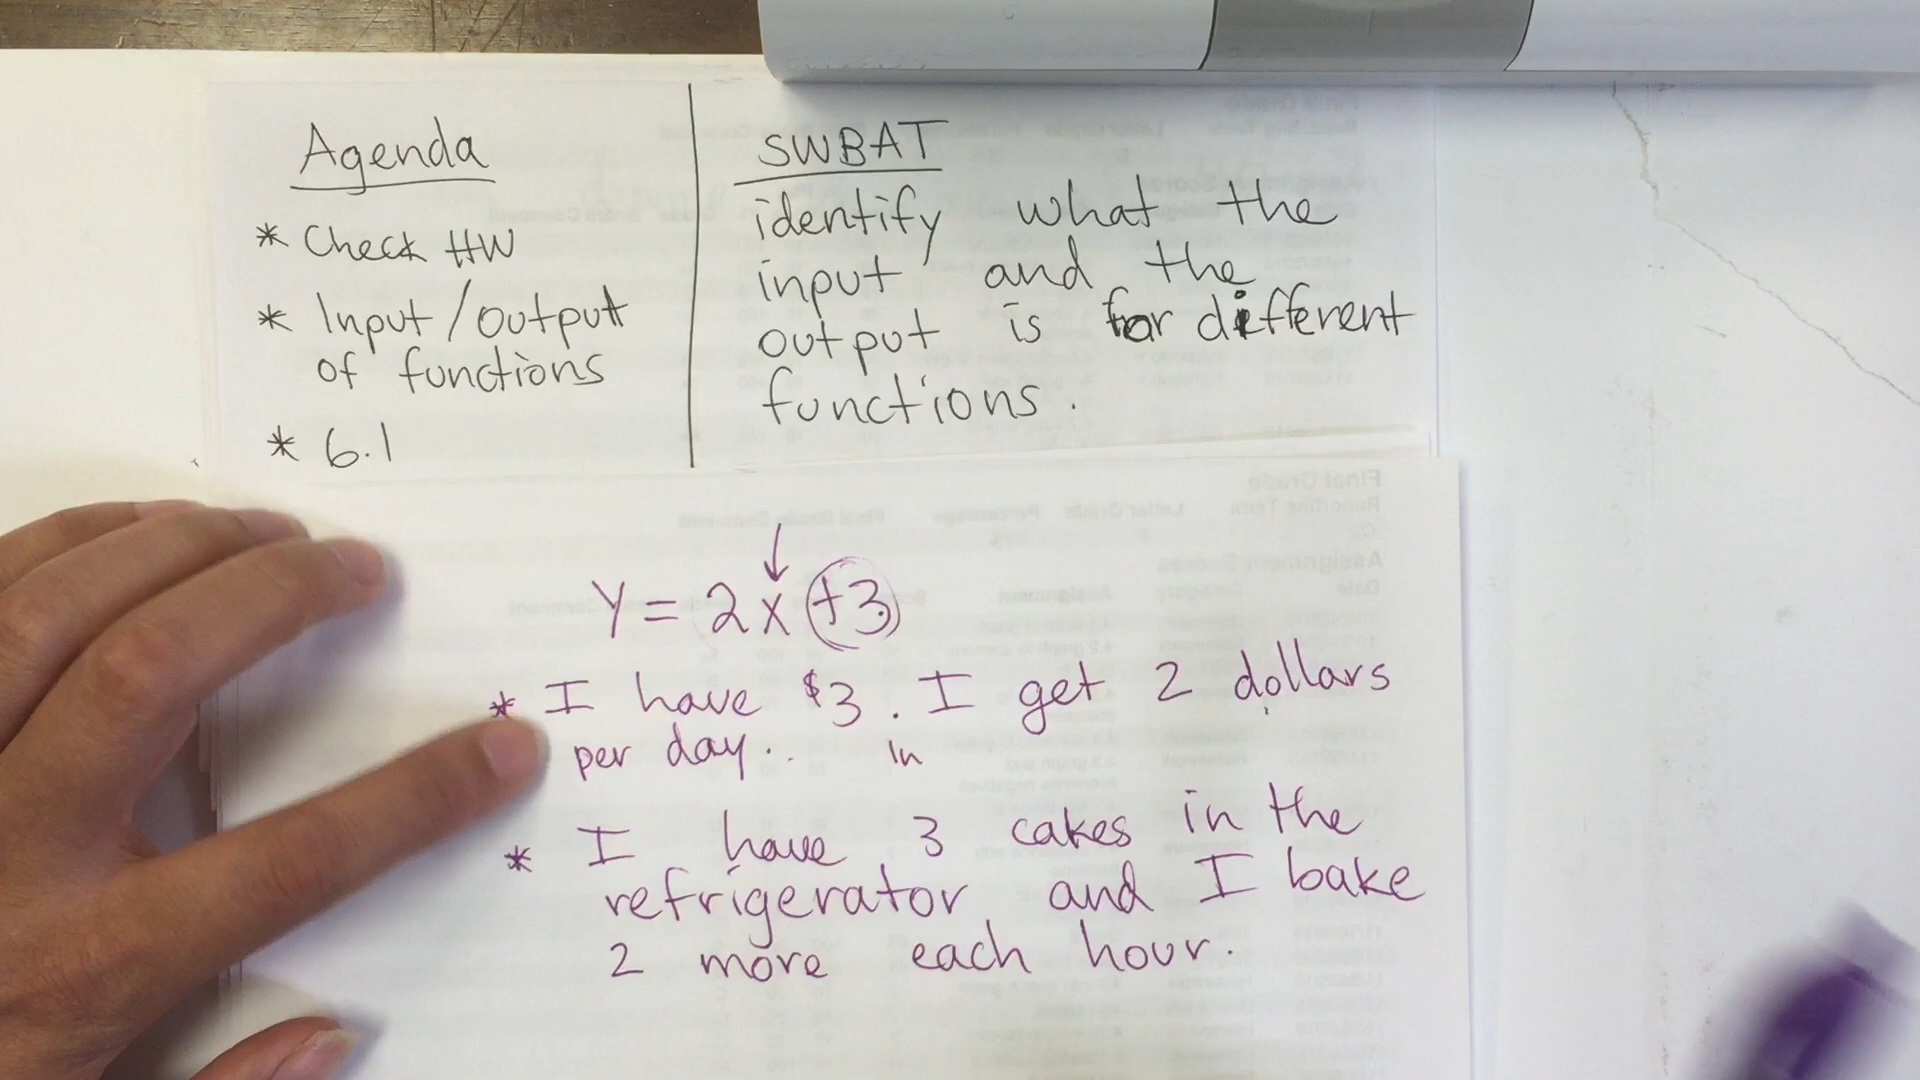 Agenda
* Check HW
* Input/Output
of functions
* 6.1
SWBAT
identify what the
input and the
output is for different
functions.
Y = 2x +3
* I have $3. I get 2 dollars
per day. in
* I have 3 cakes in the
refrigerator and I bake
2 more each hour.